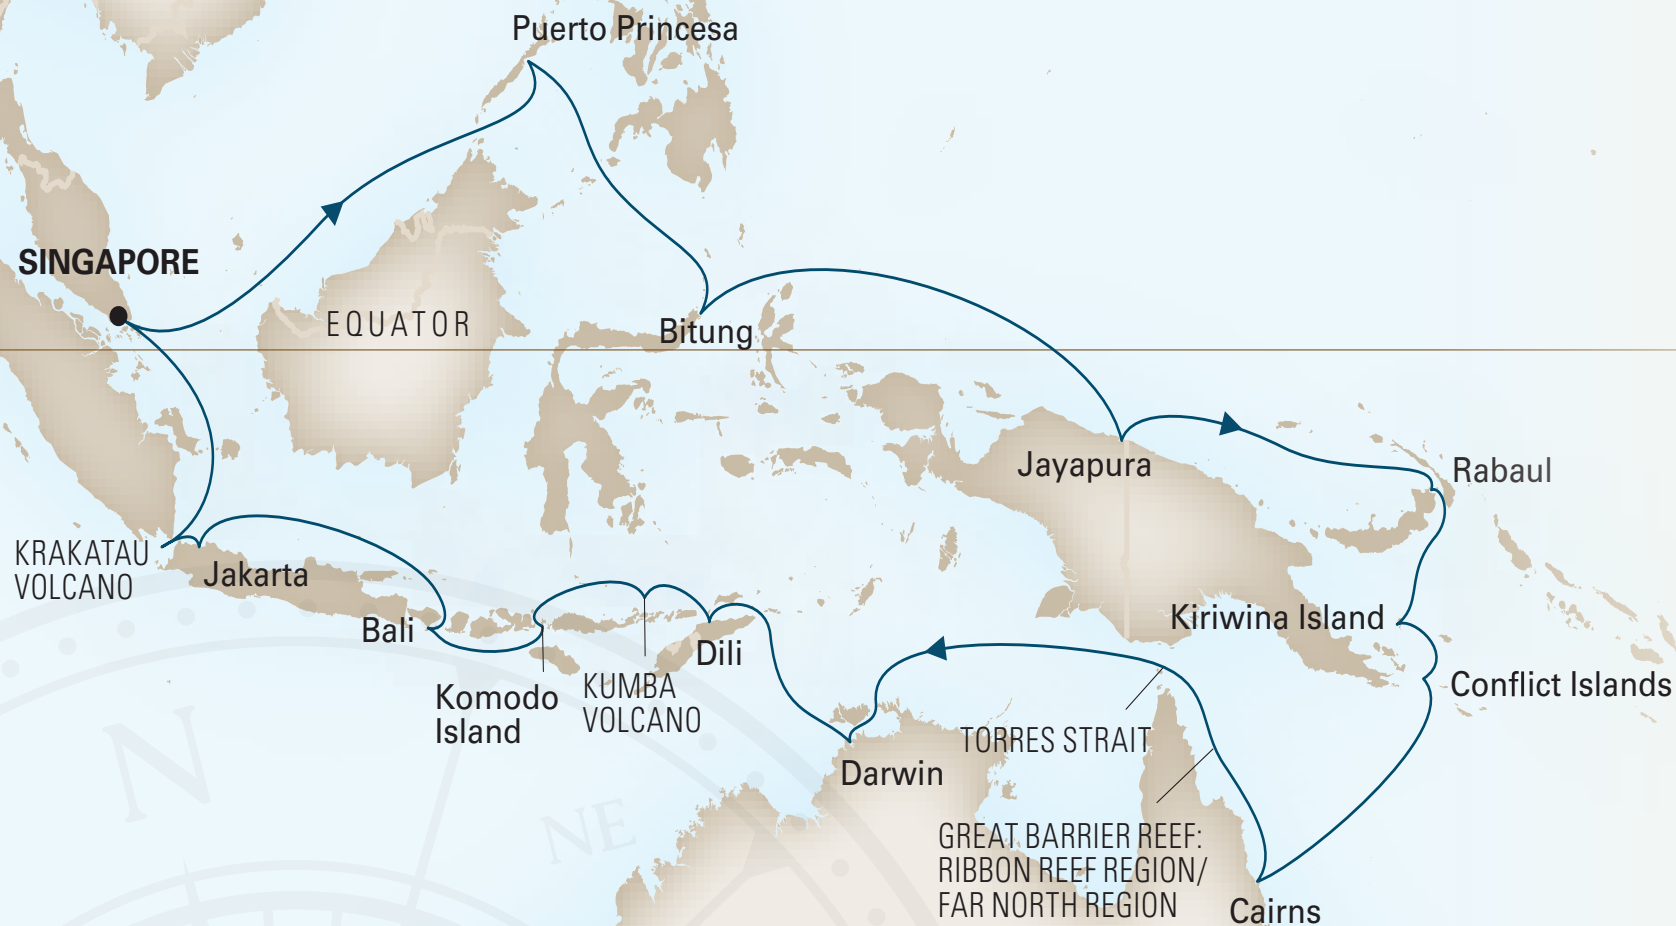 Puerto Princesa
SINGAPORE
EQUATOR
Bitung
Jayapura
Rabaul
KRAKATAU
VOLCANO
Jakarta
Bali
Kiriwina Island
Dili
Komodo
Island
KUMBA
VOLCANO
Conflict Islands
TORRES STRAIT
Darwin
N
NE
GREAT BARRIER REEF:
RIBBON REEF REGION/
FAR NORTH REGION
Cairns